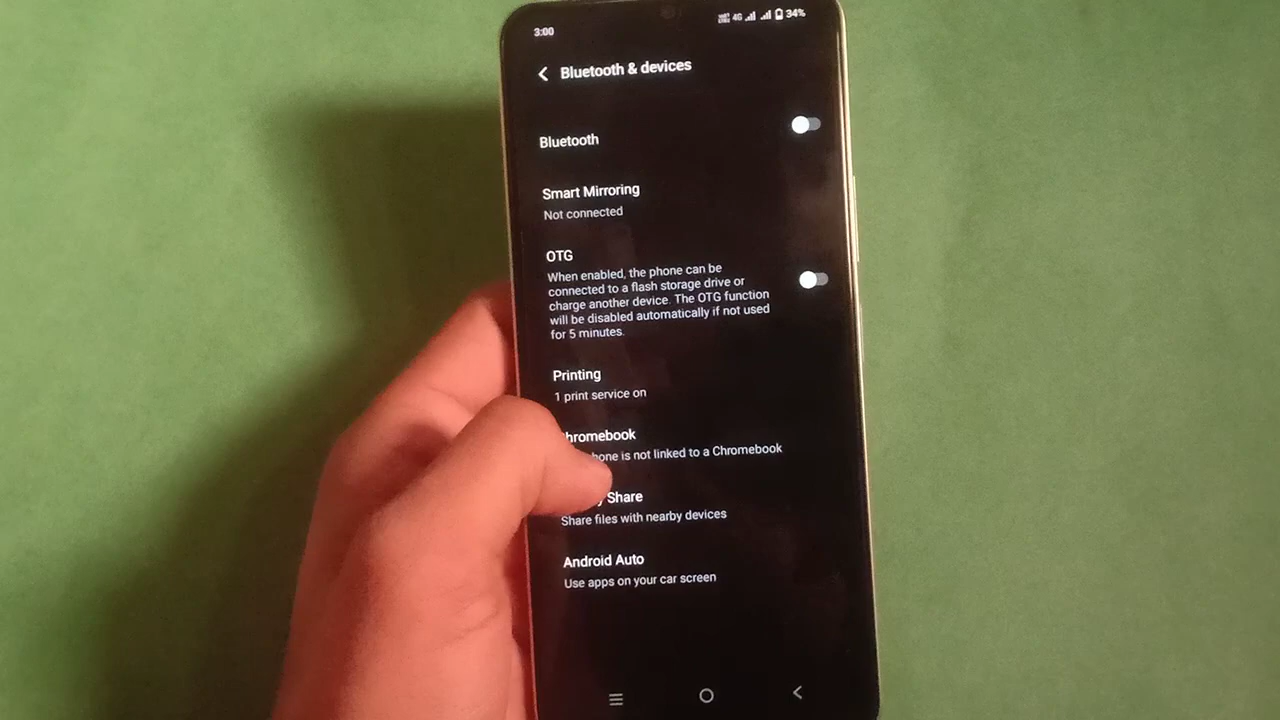 3:00
4G 34%
Bluetooth & devices
Bluetooth
Smart Mirroring
Not connected
OTG
When enabled, the phone can be
connected to a flash storage drive or
charge another device. The OTG function
will be disabled automatically if not used
for 5 minutes.
Printing
1 print service on
hromebook
hone is not linked to a Chromebook
y Share
Share files with nearby devices
Android Auto
Use apps on your car screen